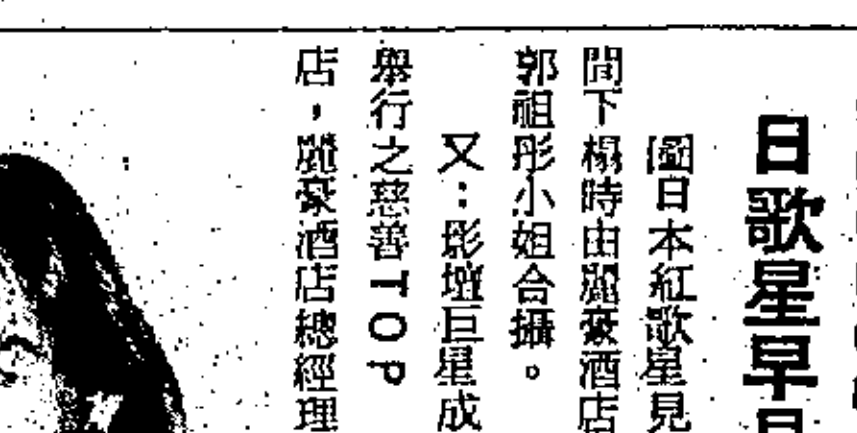 日歌星早見
圖日本紅歌星見
間下榻時由麗豪酒店
郭祖彤小姐合攝。
又：影壇巨星成
舉行之慈善TOP
店，麗豪酒店總經理